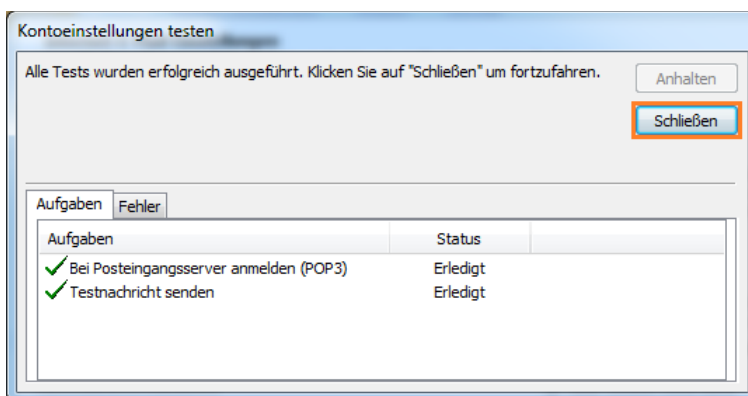 Kontoeinstellungen testen
Alle Tests wurden erfolgreich ausgeführt. Klicken Sie auf "Schließen" um fortzufahren.
Anhalten
Schließen
Aufgaben Fehler
Aufgaben Status
Bei Posteingangsserver anmelden (POP3) Erledigt
Testnachricht senden Erledigt